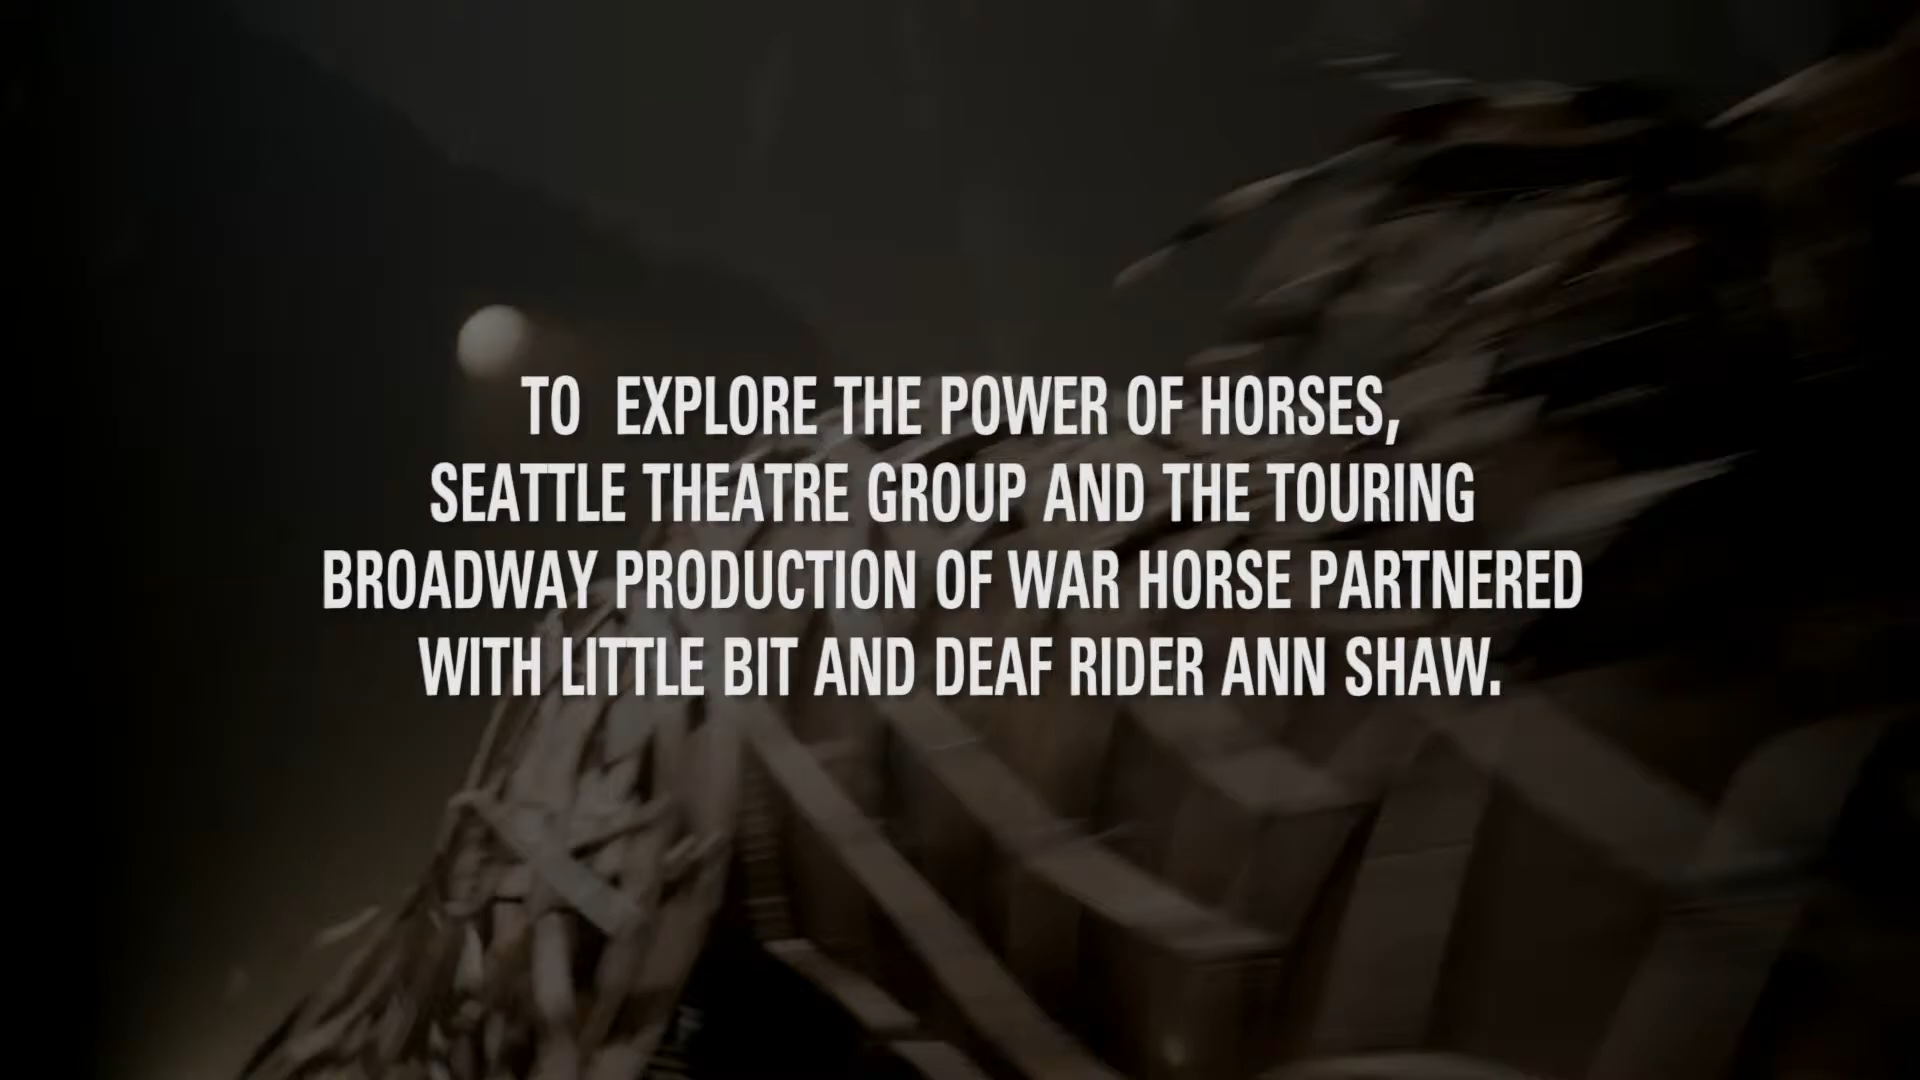 TO  EXPLORE THE POWER OF HORSES,
SEATTLE THEATRE GROUP AND THE TOURING
BROADWAY PRODUCTION OF WAR HORSE PARTNERED
WITH LITTLE BIT AND DEAF RIDER ANN SHAW.